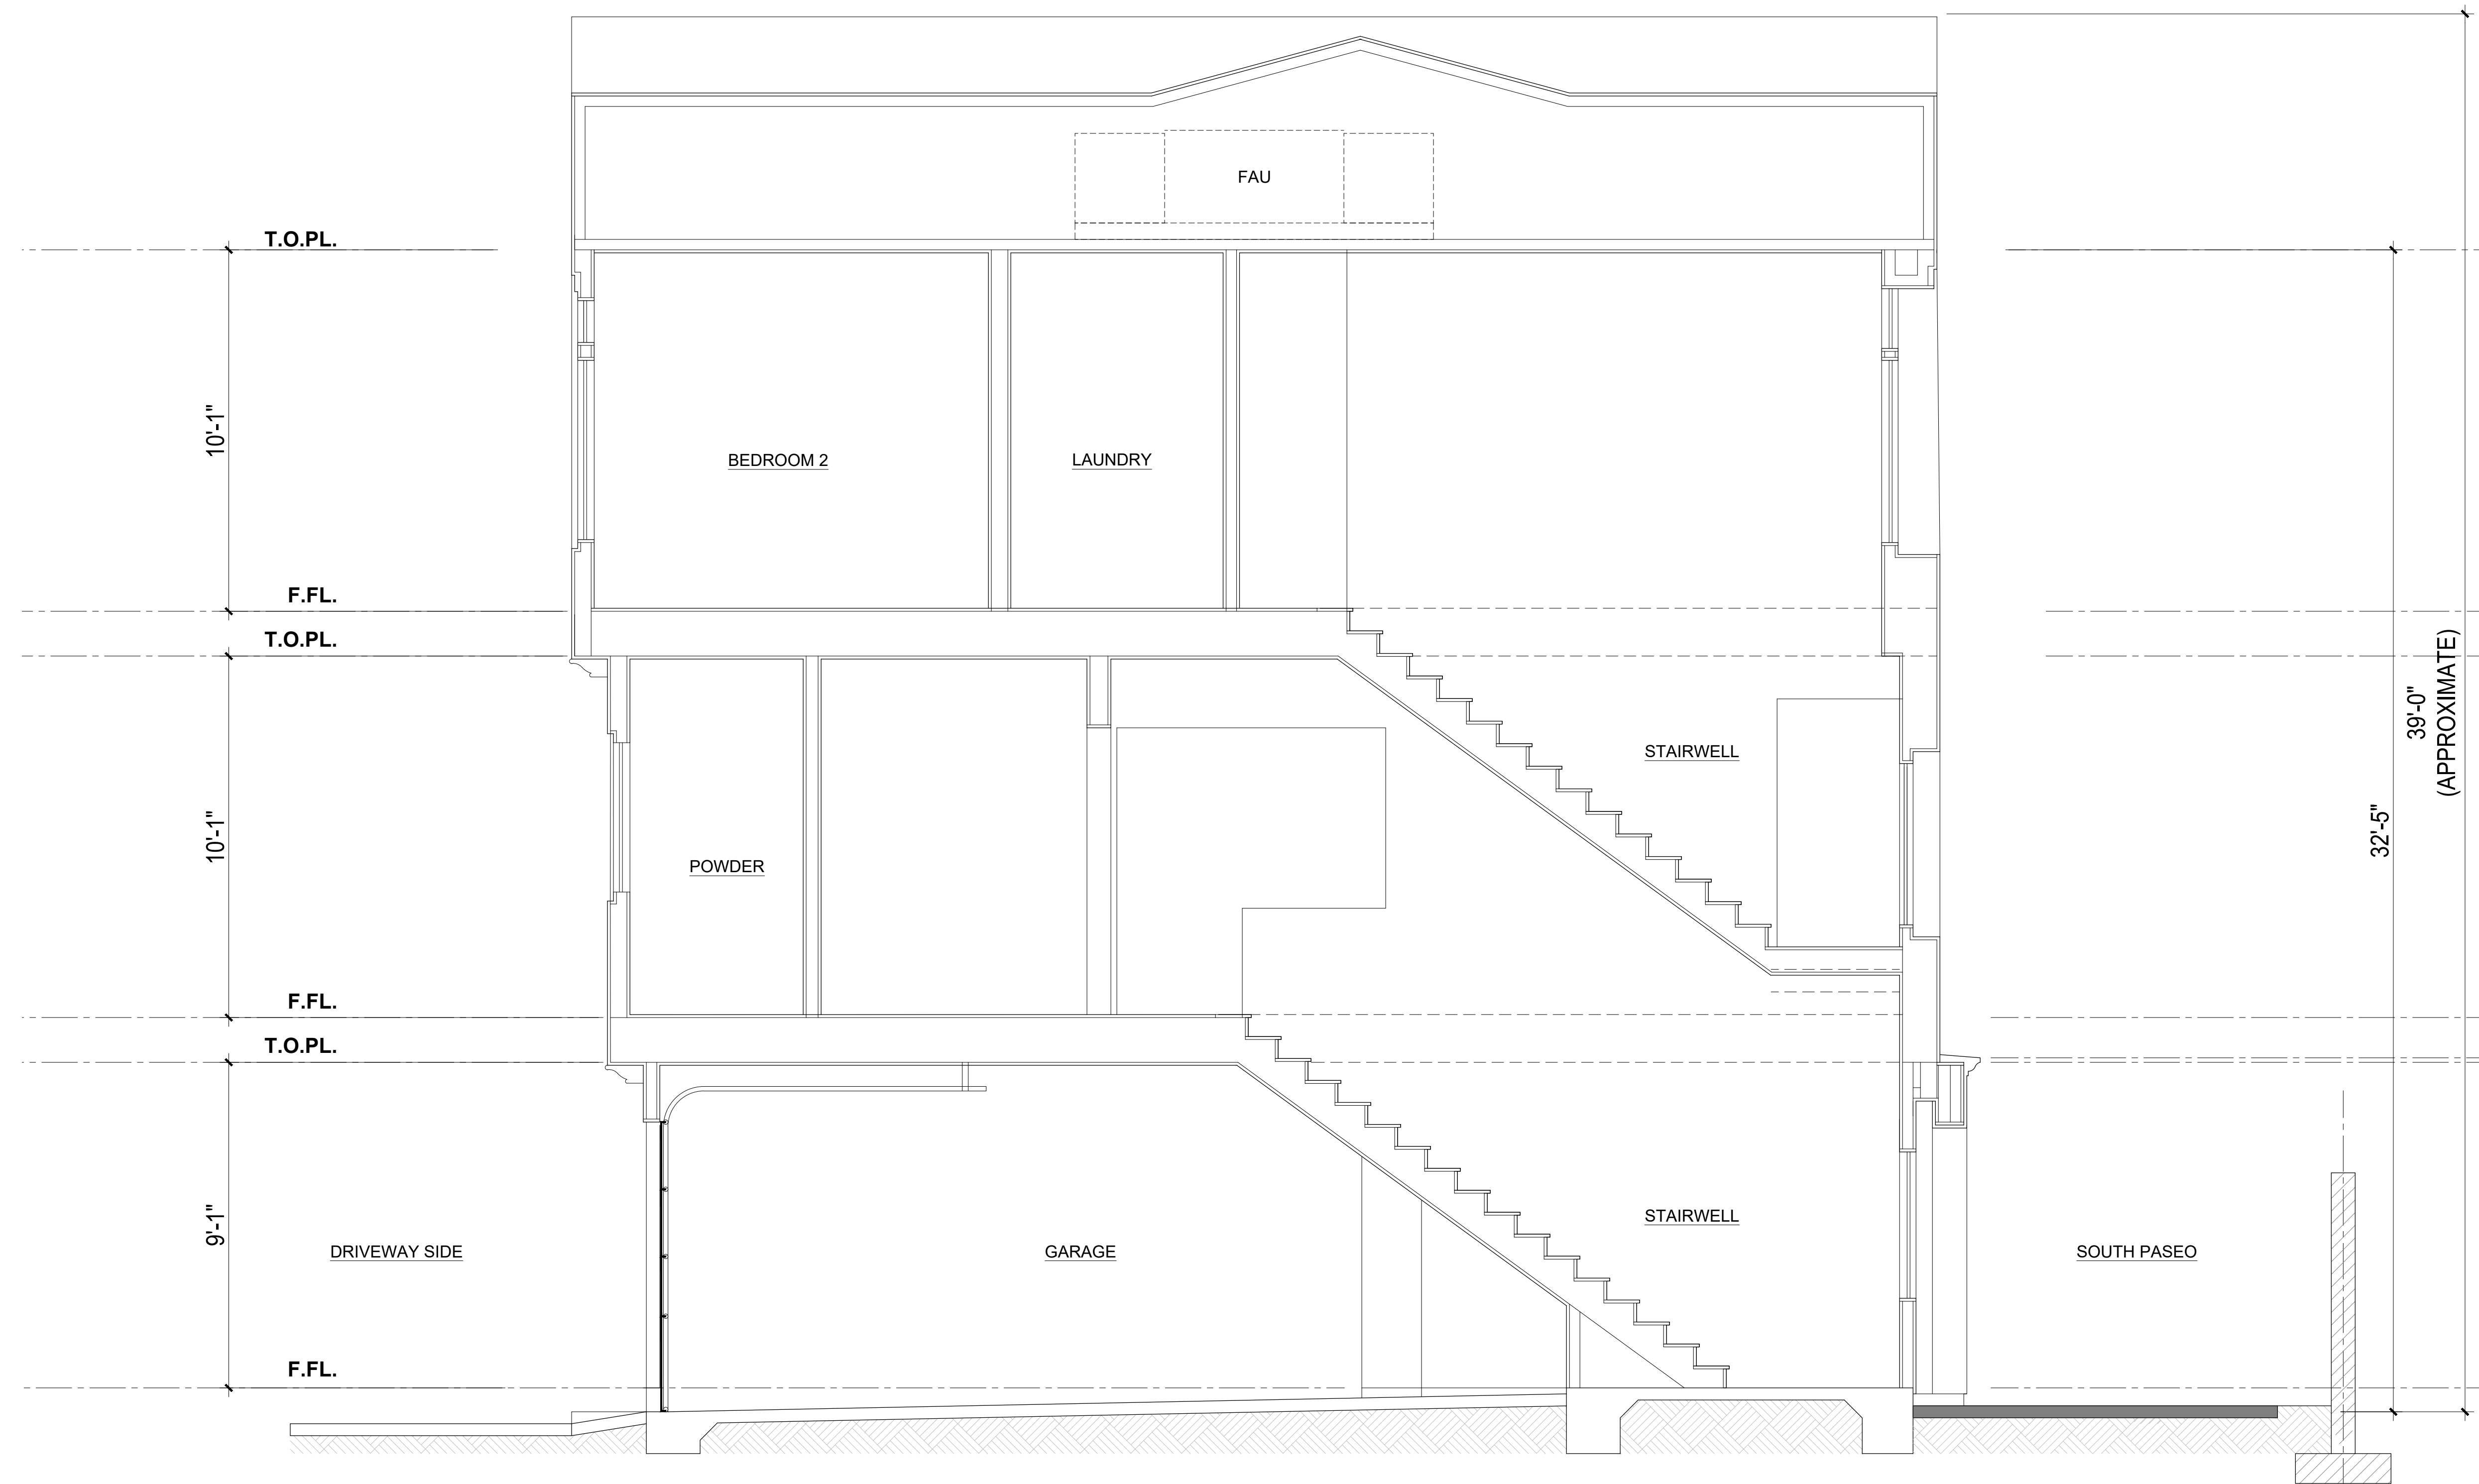 FAU
T.O.PL.
10'-1"
BEDROOM 2
LAUNDRY
F.FL.
T.O.PL.
39'-0"
(APPROXIMATE)
STAIRWELL
32'-5"
10'-1"
POWDER
F.FL.
T.O.PL.
9'-1"
STAIRWELL
DRIVEWAY SIDE
GARAGE
SOUTH PASEO
F.FL.